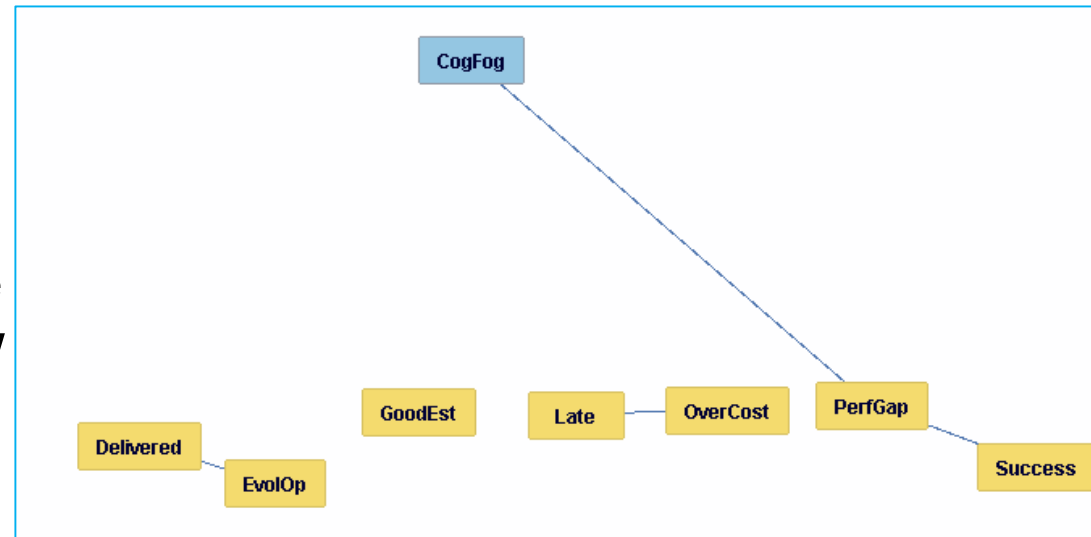 CogFog
GoodEst
Late
OverCost
PerfGap
Delivered
EvolOp
Success